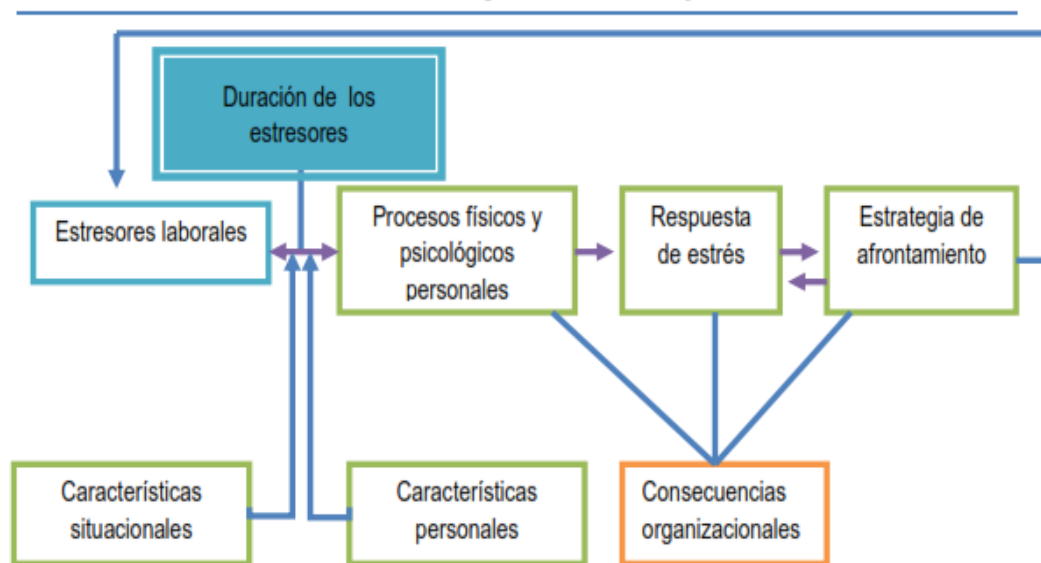 Duración de los
estresores
Estresores laborales
Procesos físicos y
psicológicos
personales
Respuesta
de estrés
Estrategia de
afrontamiento
Características
situacionales
Características
personales
Consecuencias
organizacionales